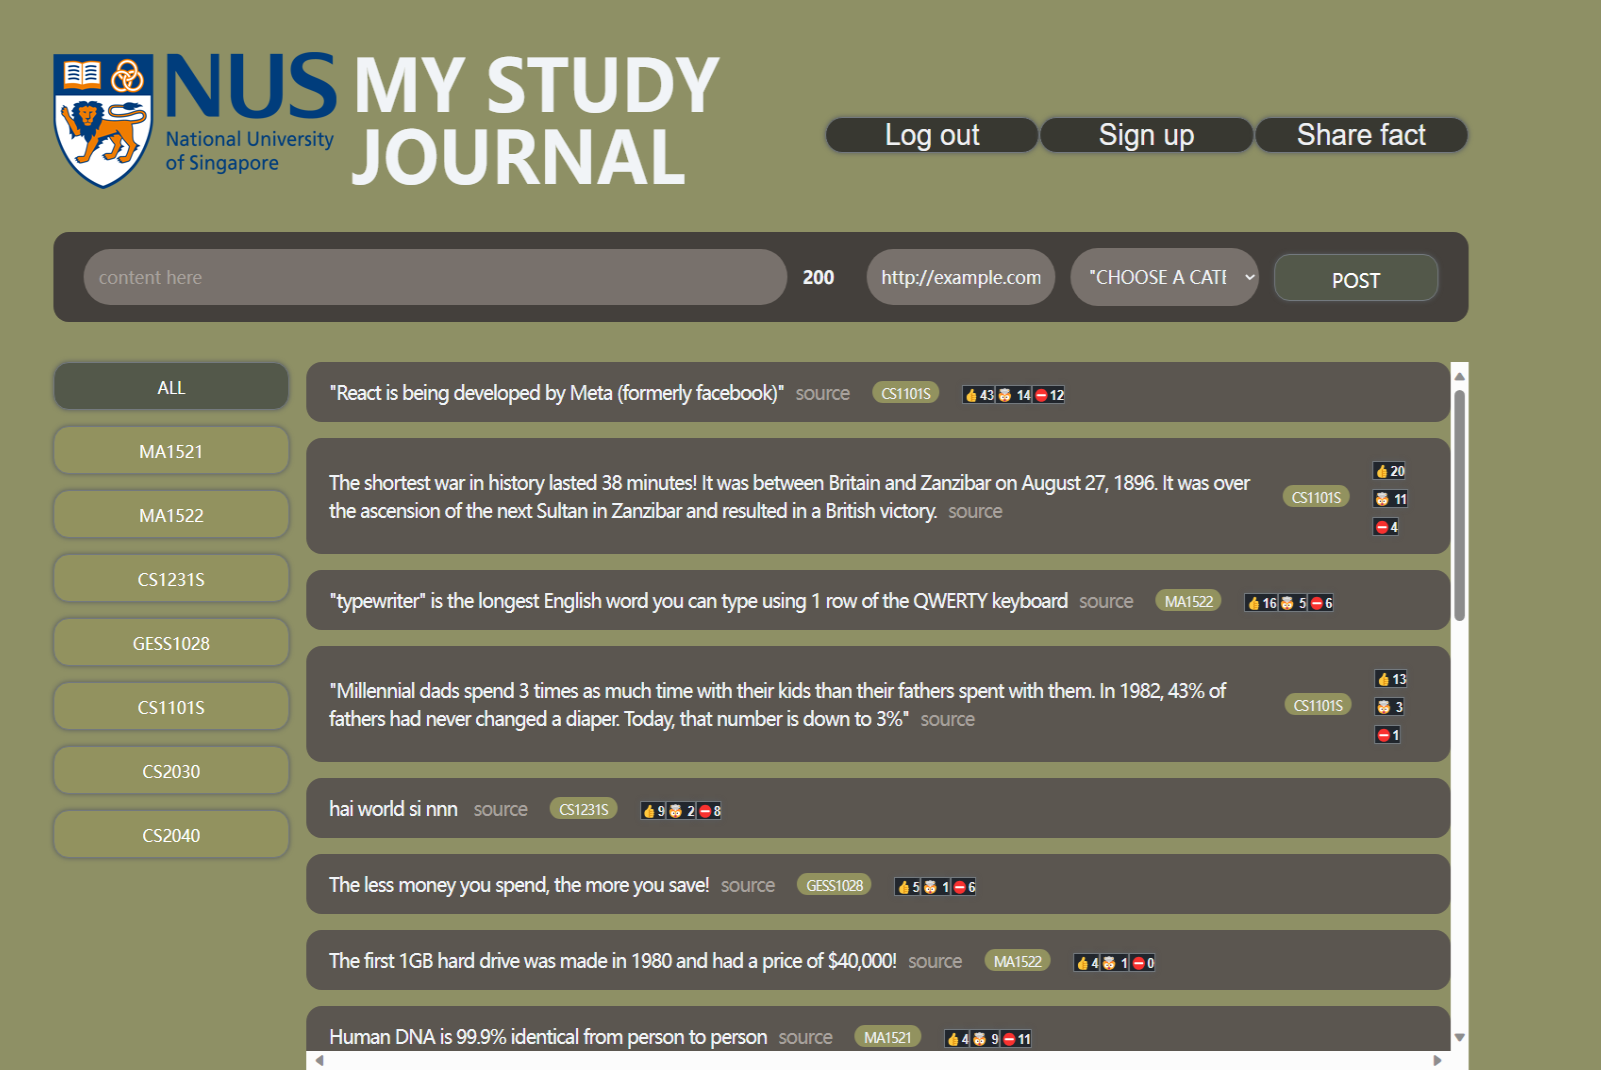 NUS
National University
of Singapore
MY STUDY
JOURNAL
Log out
Sign up
Share fact
content here
200
http://example.com
"CHOOSE A CATE
POST
ALL
MA1521
MA1522
CS1231S
GESS1028
CS1101S
CS2030
CS2040
"React is being developed by Meta (formerly facebook)" source CS1101S 👍 43 🤯 14 ⛔ 12
The shortest war in history lasted 38 minutes! It was between Britain and Zanzibar on August 27, 1896. It was over
the ascension of the next Sultan in Zanzibar and resulted in a British victory. source
CS1101S
👍 20
🤯 11
⛔ 4
"typewriter" is the longest English word you can type using 1 row of the QWERTY keyboard source MA1522 👍 16 🤯 5 ⛔ 6
"Millennial dads spend 3 times as much time with their kids than their fathers spent with them. In 1982, 43% of
fathers had never changed a diaper. Today, that number is down to 3%" source
CS1101S
👍 13
🤯 3
⛔ 1
hai world si nnn source CS1231S 👍 9 🤯 2 ⛔ 8
The less money you spend, the more you save! source GESS1028 👍 5 🤯 1 ⛔ 6
The first 1GB hard drive was made in 1980 and had a price of $40,000! source MA1522 👍 4 🤯 1 ⛔ 0
Human DNA is 99.9% identical from person to person source MA1521 👍 4 🤯 9 ⛔ 11